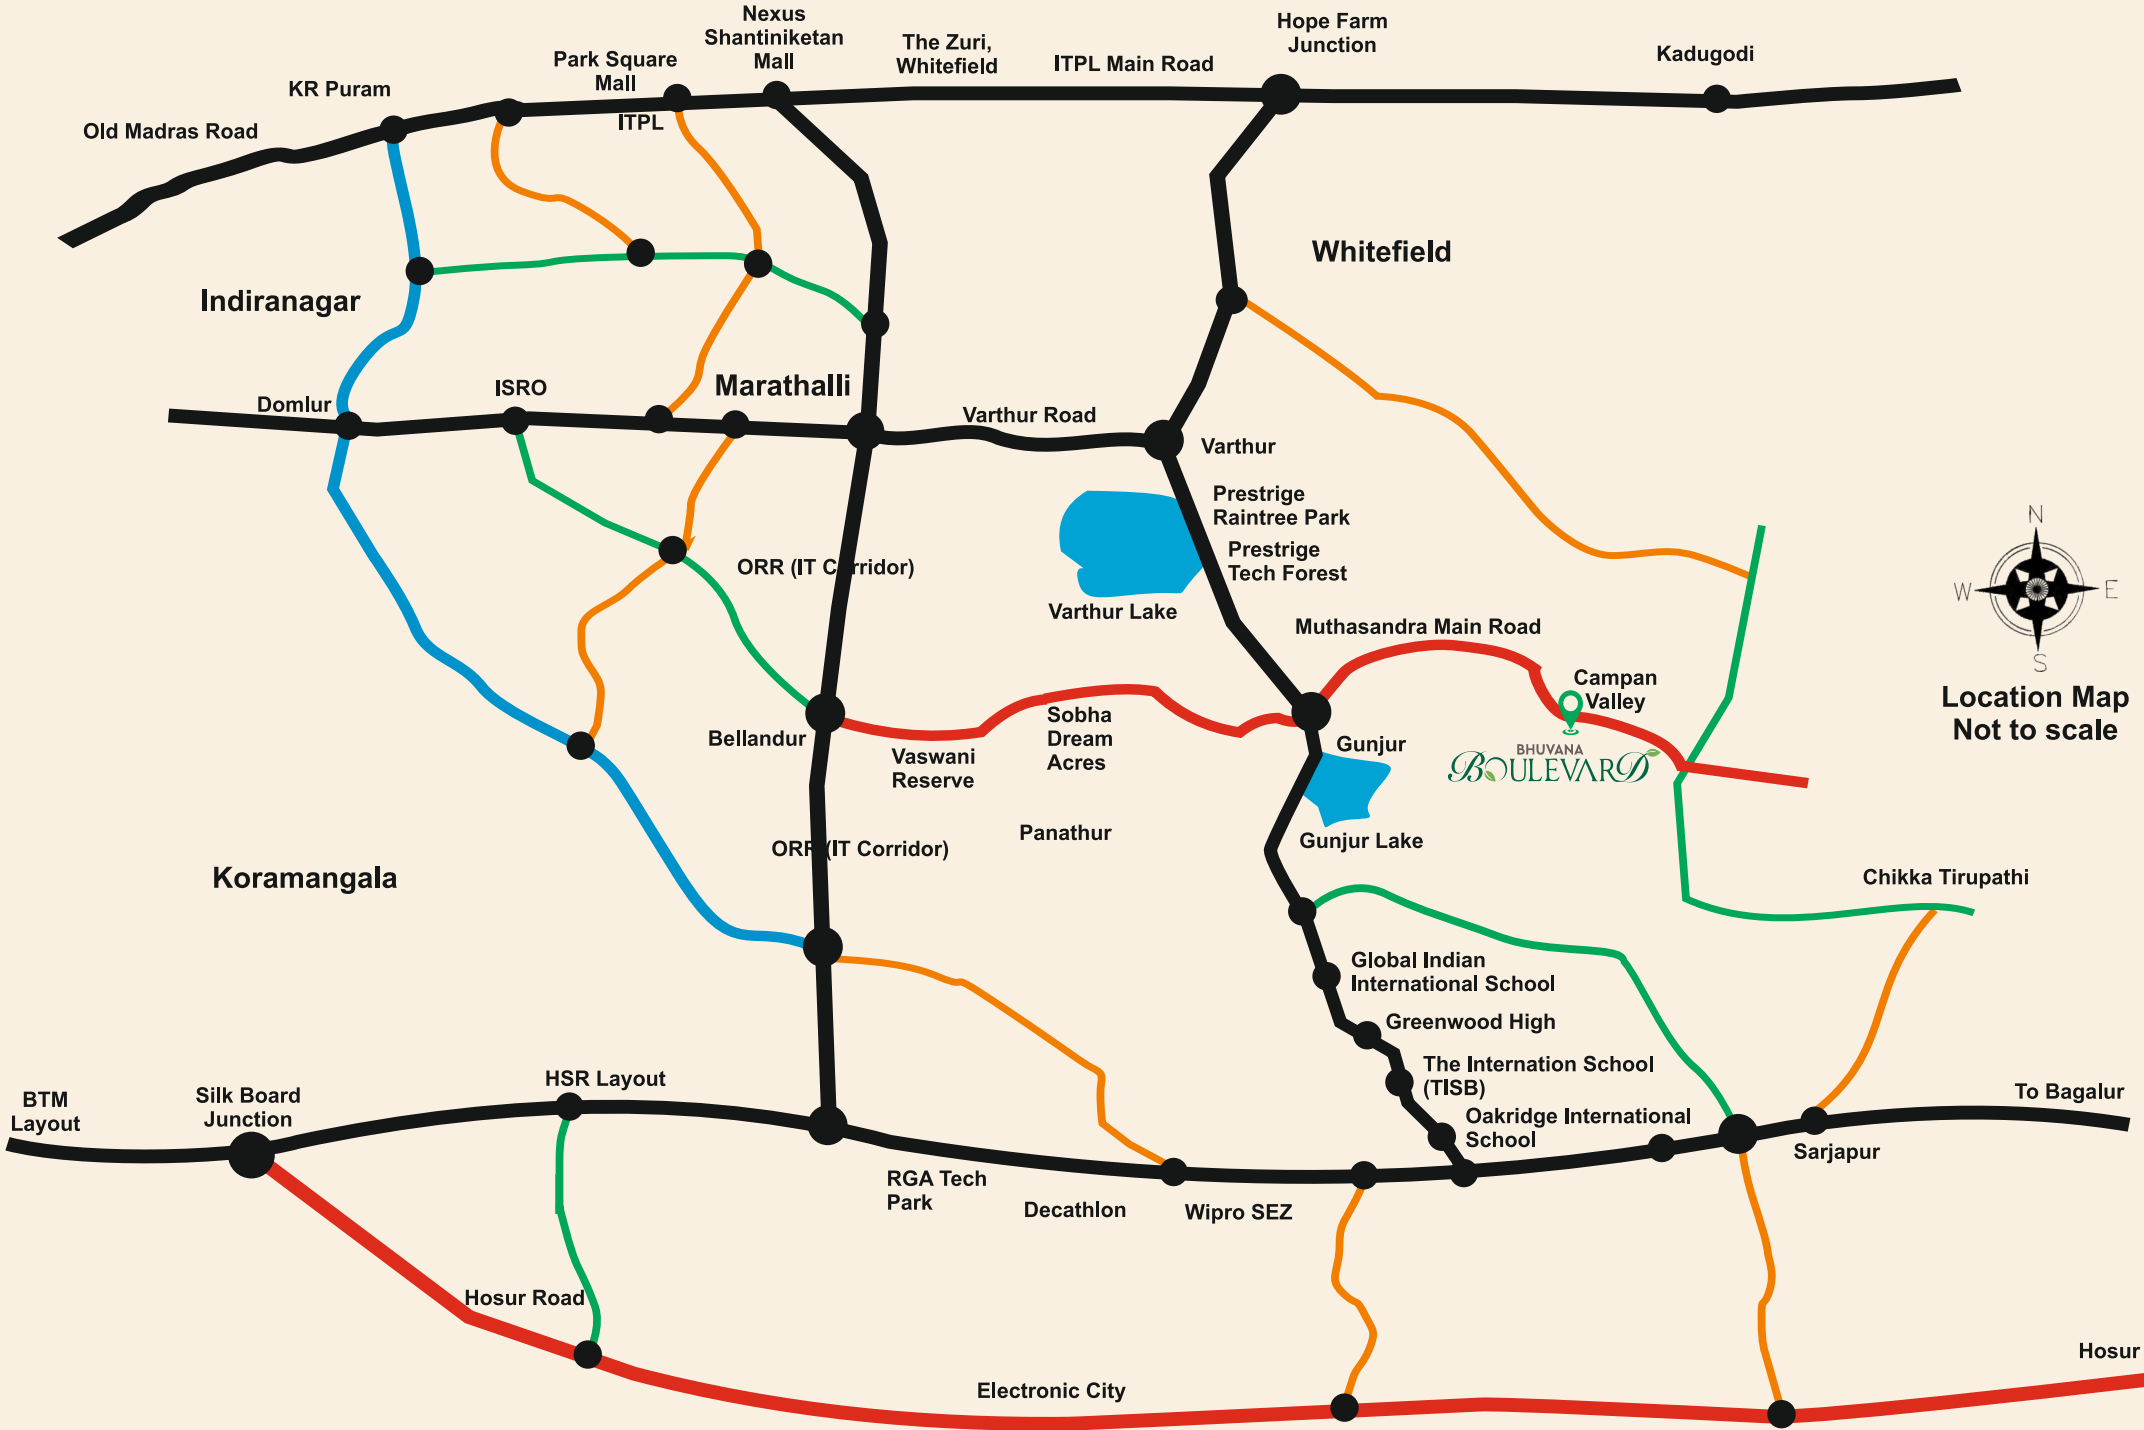 Nexus
Shantiniketan
Mall
Hope Farm
Junction
The Zuri,
Whitefield
ITPL Main Road
Kadugodi
Park Square
Mall
KR Puram
ITPL
Old Madras Road
Whitefield
Indiranagar
ISRO
Marathalli
Domlur
Varthur Road
Varthur
Prestrige
Raintree Park
Prestrige
Tech Forest
ORR (IT Corridor)
Varthur Lake
N
W
E
S
Location Map
Not to scale
Muthasandra Main Road
Campan
Valley
Sobha
Dream
Acres
Bellandur
Vaswani
Reserve
Gunjur
BHUVANA
BOULEVARD
Panathur
Gunjur Lake
ORR (IT Corridor)
Koramangala
Chikka Tirupathi
Global Indian
International School
Greenwood High
The Internation School
(TISB)
Oakridge International
School
To Bagalur
HSR Layout
Silk Board
Junction
BTM
Layout
Sarjapur
RGA Tech
Park
Decathlon
Wipro SEZ
Hosur Road
Hosur
Electronic City